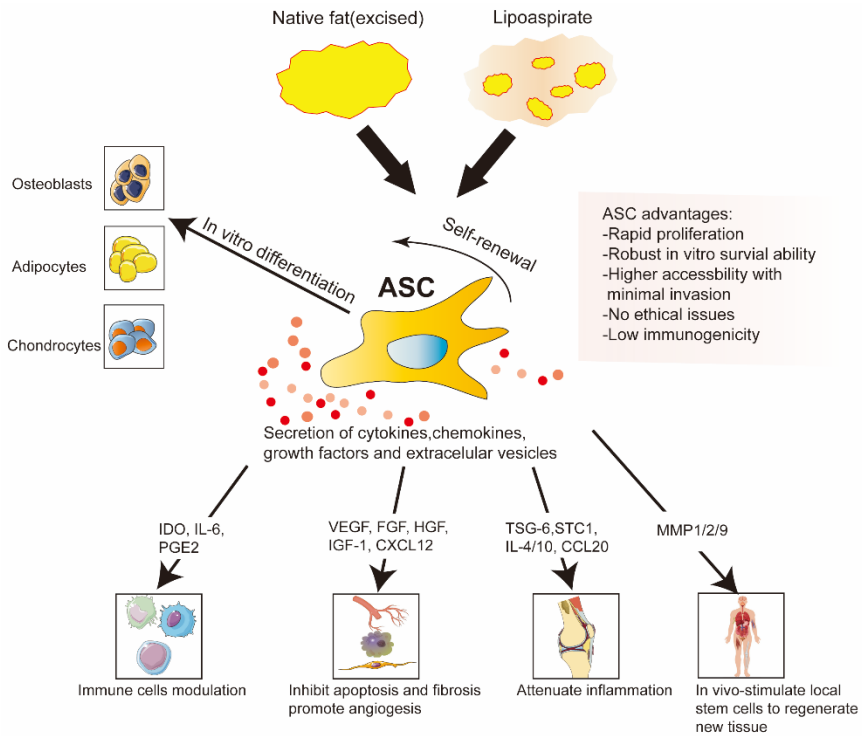 Native fat(excised)
Lipoaspirate
Osteoblasts
Adipocytes
Chondrocytes
In vitro differentiation
Self-renewal
ASC
ASC advantages:
-Rapid proliferation
-Robust in vitro survial ability
-Higher accessbility with
minimal invasion
-No ethical issues
-Low immunogenicity
Secretion of cytokines,chemokines,
growth factors and extracelular vesicles
IDO, IL-6,
PGE2
VEGF, FGF, HGF,
IGF-1, CXCL12
TSG-6,STC1,
IL-4/10, CCL20
MMP1/2/9
Immune cells modulation
Inhibit apoptosis and fibrosis
promote angiogesis
Attenuate inflammation
In vivo-stimulate local
stem cells to regenerate
new tissue